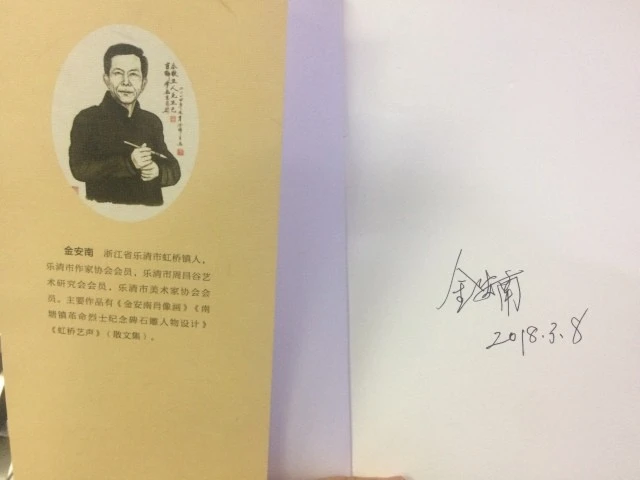 金安南 浙江省乐清市虹桥镇人，
乐清市作家协会会员，乐清市周昌谷艺
术研究会会员，乐清市美术家协会会
员。主要作品有《金安南肖像画》《南
塘镇革命烈士纪念碑石雕人物设计》
《虹桥艺声》（散文集）。
金安南
2018.3.8